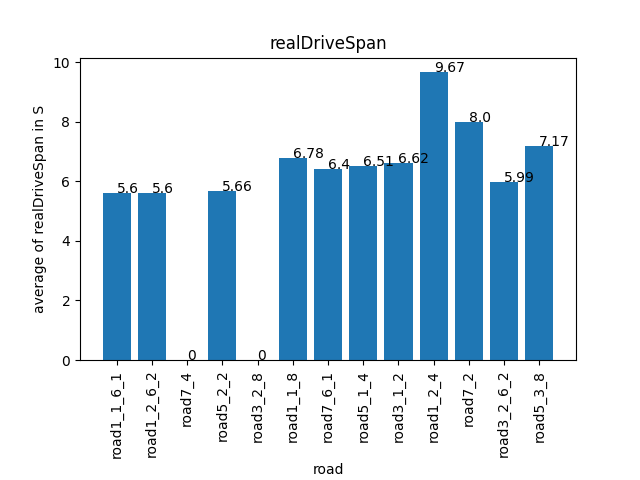 realDriveSpan
average of realDriveSpan in S
10
8
6
4
2
0
5.6
5.6
0
5.66
0
6.78
6.4
6.51
6.62
9.67
8.0
5.99
7.17
road1_1_6_1
road1_2_6_2
road7_4
road5_2_2
road3_2_8
road1_1_8
road7_6_1
road5_1_4
road3_1_2
road1_2_4
road7_2
road3_2_6_2
road5_3_8
road